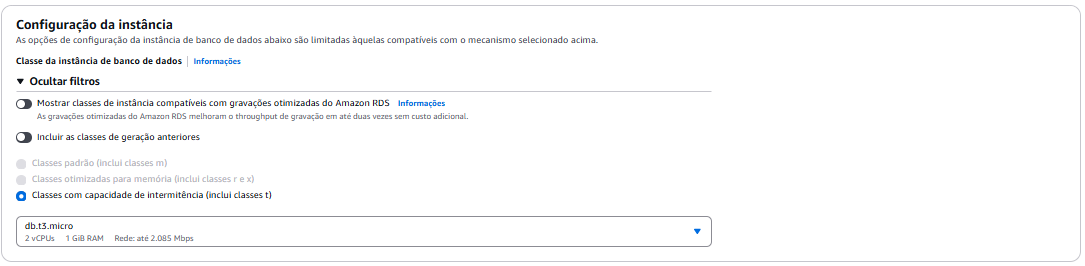 Configuração da instância
As opções de configuração da instância de banco de dados abaixo são limitadas àquelas compatíveis com o mecanismo selecionado acima.
Classe da instância de banco de dados | Informações
Ocultar filtros
Mostrar classes de instância compatíveis com gravações otimizadas do Amazon RDS Informações
As gravações otimizadas do Amazon RDS melhoram o throughput de gravação em até duas vezes sem custo adicional.
Incluir as classes de geração anteriores
Classes padrão (inclui classes m)
Classes otimizadas para memória (inclui classes r e x)
Classes com capacidade de intermitência (inclui classes t)
db.t3.micro
2 vCPUs 1 GiB RAM Rede: até 2.085 Mbps